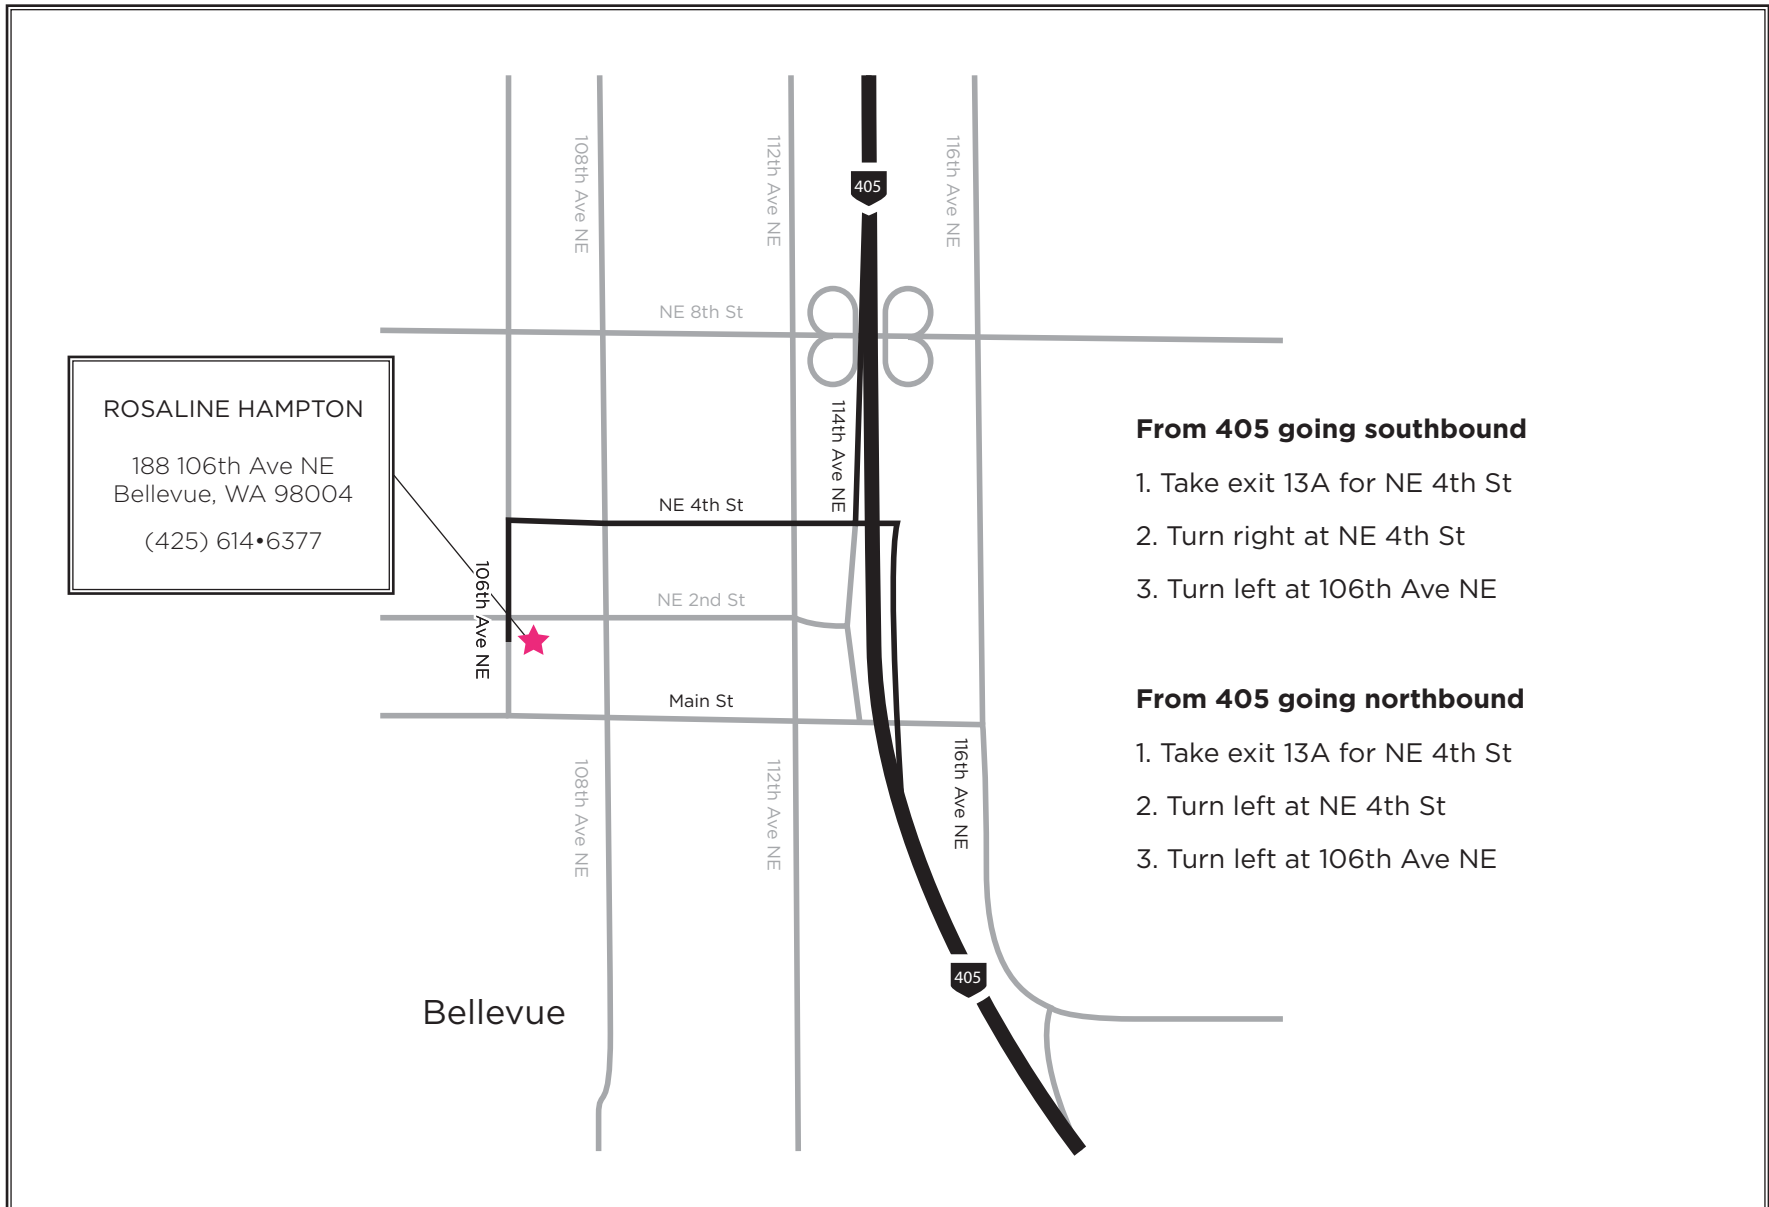 108th Ave NE
112th Ave NE
116th Ave NE
405
NE 8th St
ROSALINE HAMPTON
188 106th Ave NE
Bellevue, WA 98004
(425) 614•6377
114th Ave NE
NE 4th St
106th Ave NE
NE 2nd St
Main St
108th Ave NE
112th Ave NE
116th Ave NE
405
Bellevue
From 405 going southbound
1. Take exit 13A for NE 4th St
2. Turn right at NE 4th St
3. Turn left at 106th Ave NE
From 405 going northbound
1. Take exit 13A for NE 4th St
2. Turn left at NE 4th St
3. Turn left at 106th Ave NE